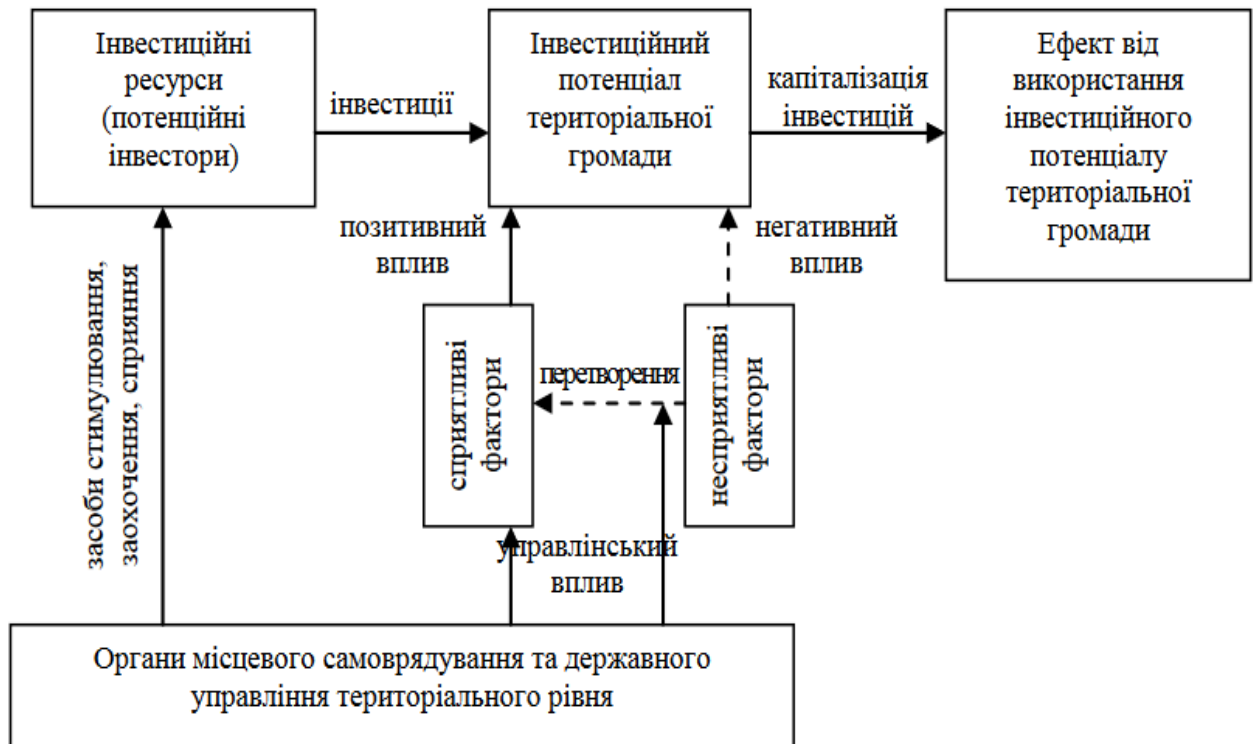 Інвестиційні
ресурси
(потенційні
інвестори)
інвестиції
Інвестиційний
потенціал
територіальної
громади
капіталізація
інвестицій
Ефект від
використання
інвестиційного
потенціалу
територіальної
громади
позитивний
вплив
негативний
вплив
засоби стимулювання,
заохочення, сприяння
сприятливі
фактори
перетворення
несприятливі
фактори
управлінський
вплив
Органи місцевого самоврядування та державного
управління територіального рівня